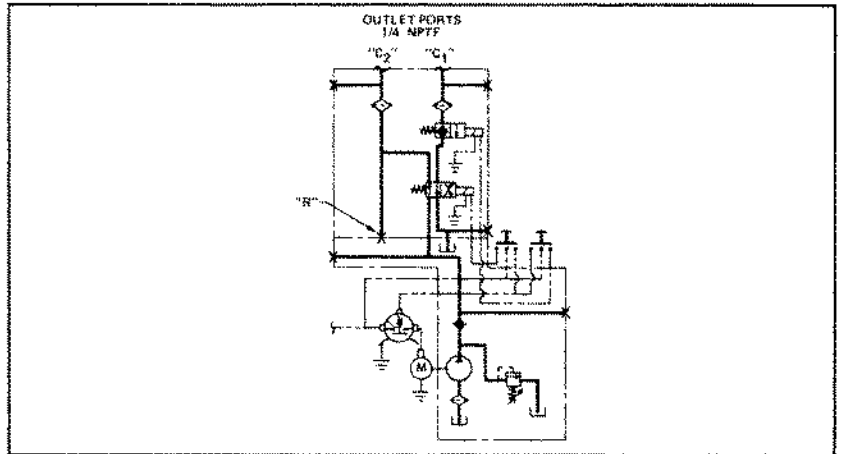 OUTLET PORTS
1/4 NPTF
"C2" "C1"
"R"
M